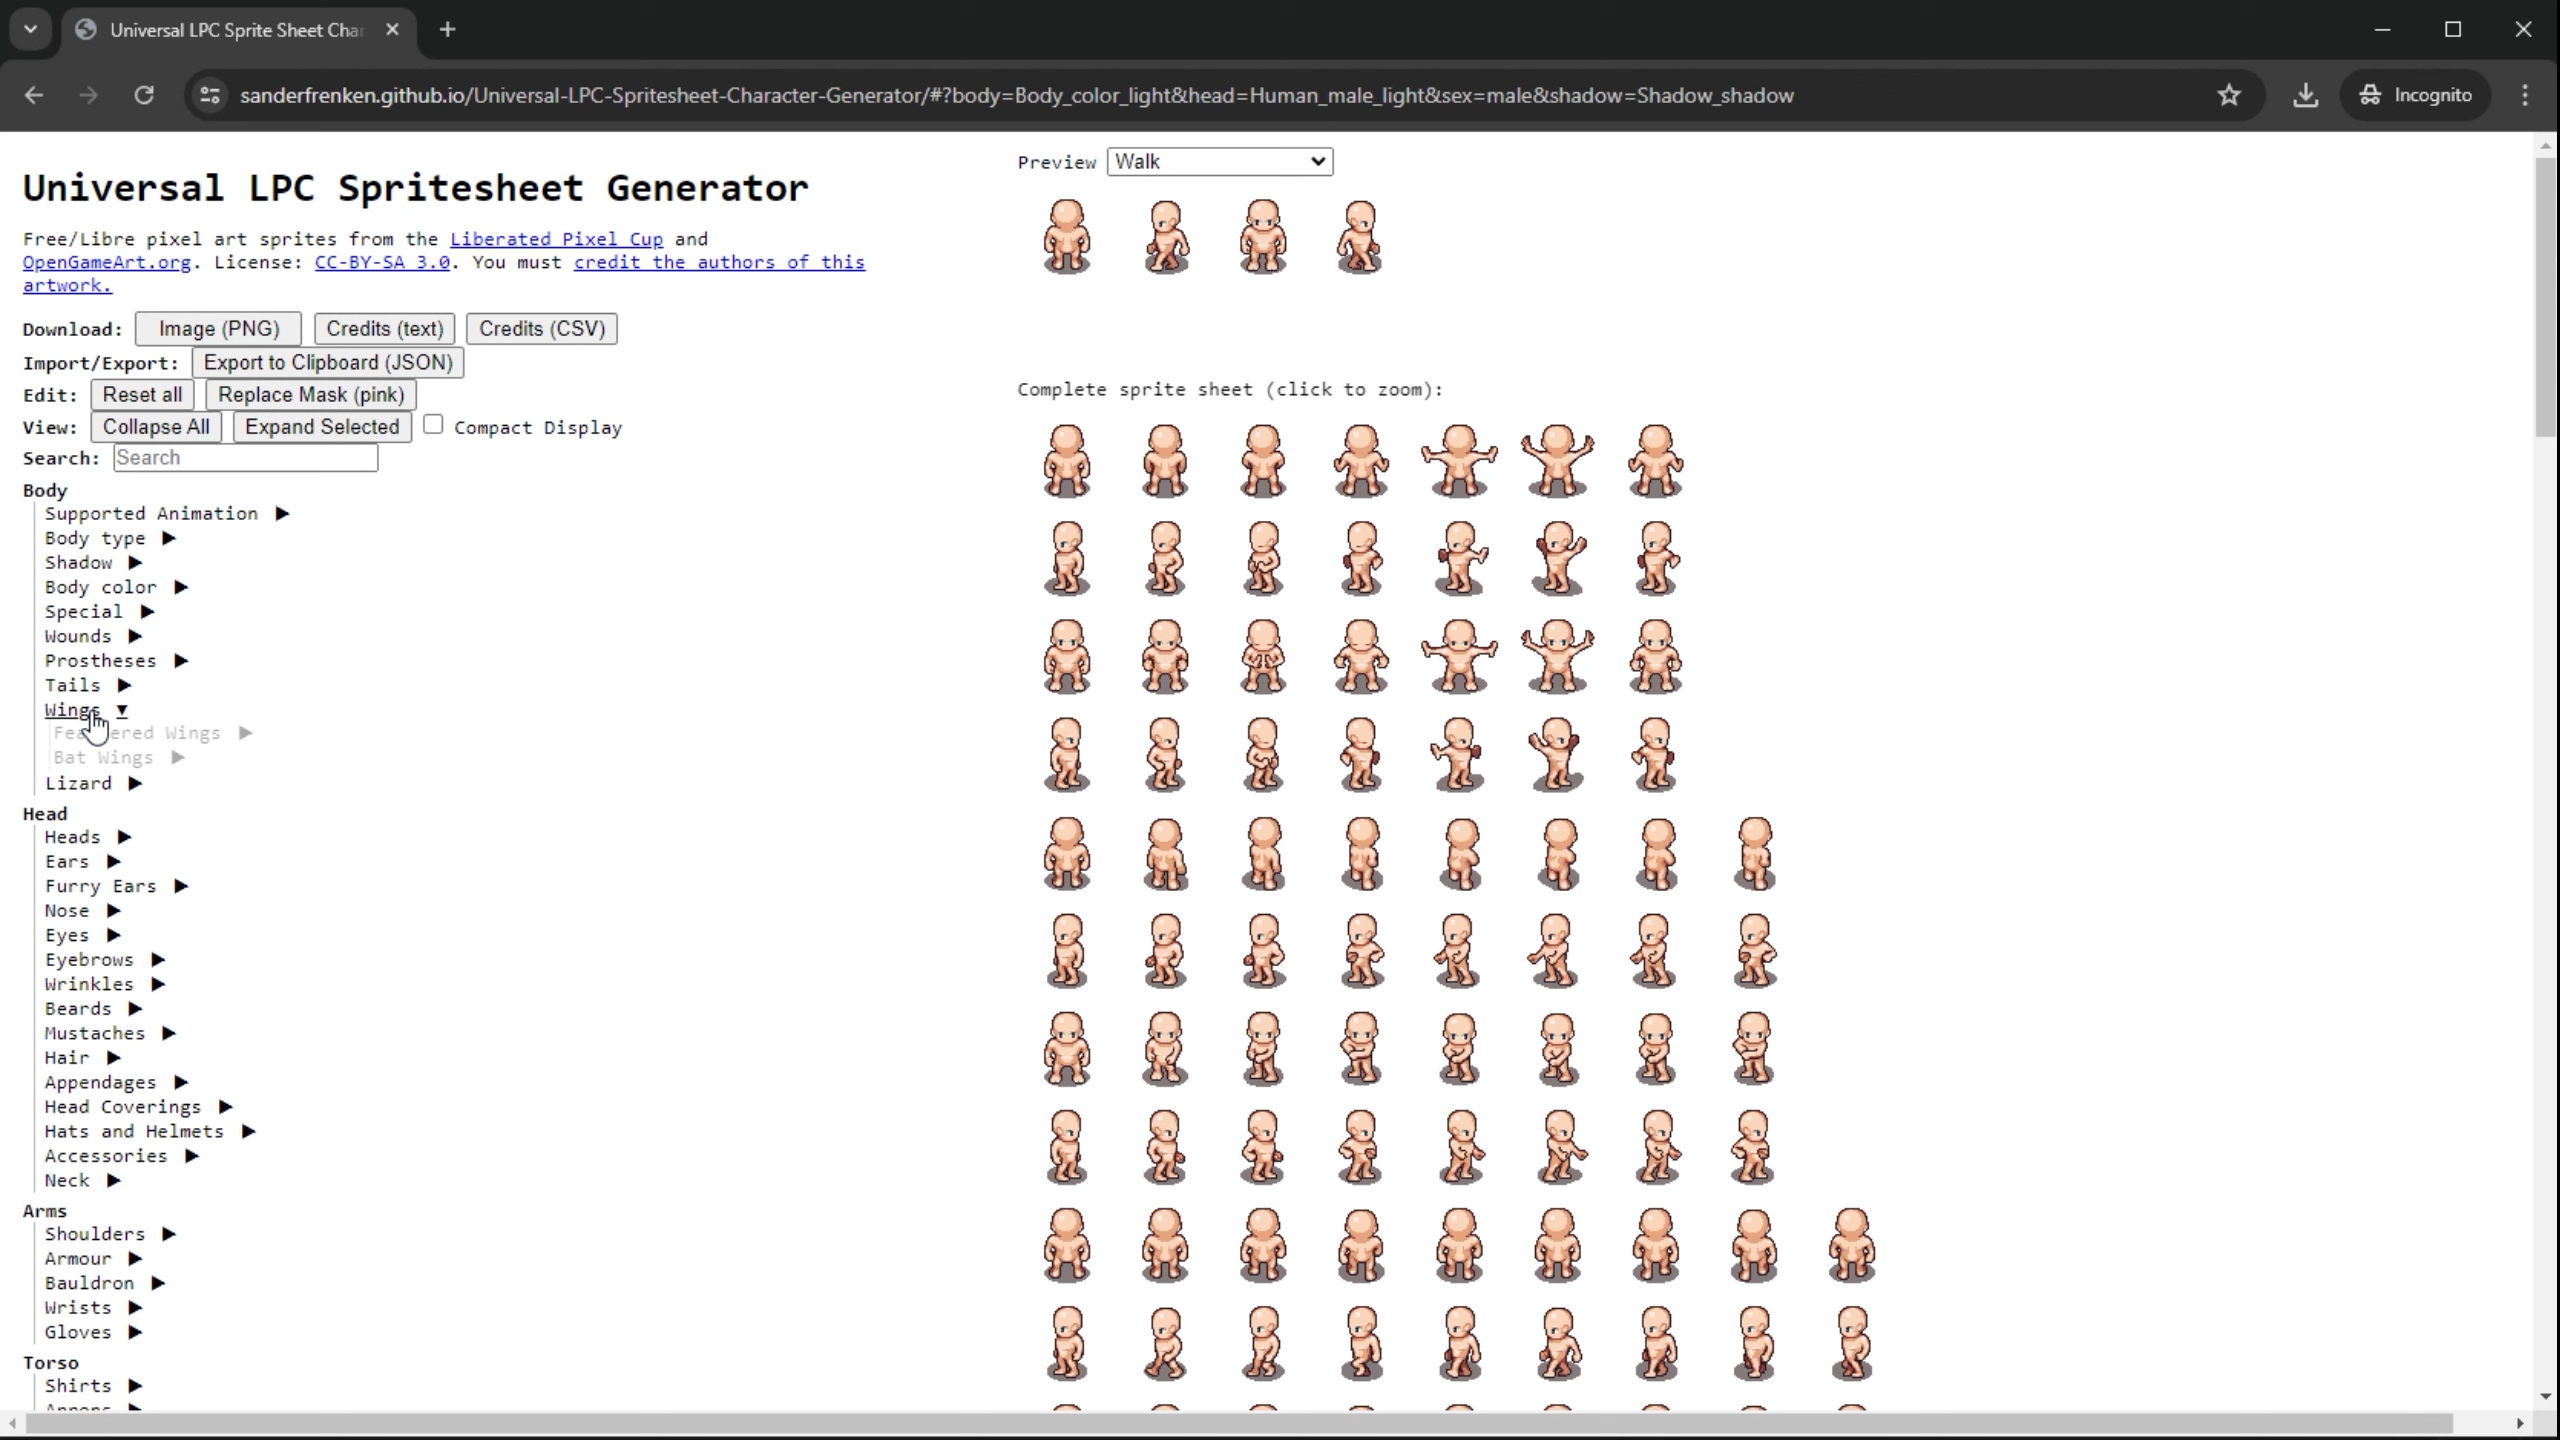 Universal LPC Sprite Sheet Char
sanderfrenken.github.io/Universal-LPC-Spritesheet-Character-Generator/#?body=Body_color_light&head=Human_male_light&sex=male&shadow=Shadow_shadow
Incognito
Universal LPC Spritesheet Generator
Free/Libre pixel art sprites from the Liberated Pixel Cup and
OpenGameArt.org. License: CC-BY-SA 3.0. You must credit the authors of this
artwork.
Download: Image (PNG) Credits (text) Credits (CSV)
Import/Export: Export to Clipboard (JSON)
Edit: Reset all Replace Mask (pink)
View: Collapse All Expand Selected Compact Display
Search: Search
Body
Supported Animation
Body type
Shadow
Body color
Special
Wounds
Prostheses
Tails
Wings
Feathered Wings
Bat Wings
Lizard
Head
Heads
Ears
Furry Ears
Nose
Eyes
Eyebrows
Wrinkles
Beards
Mustaches
Hair
Appendages
Head Coverings
Hats and Helmets
Accessories
Neck
Arms
Shoulders
Armour
Bauldron
Wrists
Gloves
Torso
Shirts
Preview Walk
Complete sprite sheet (click to zoom):